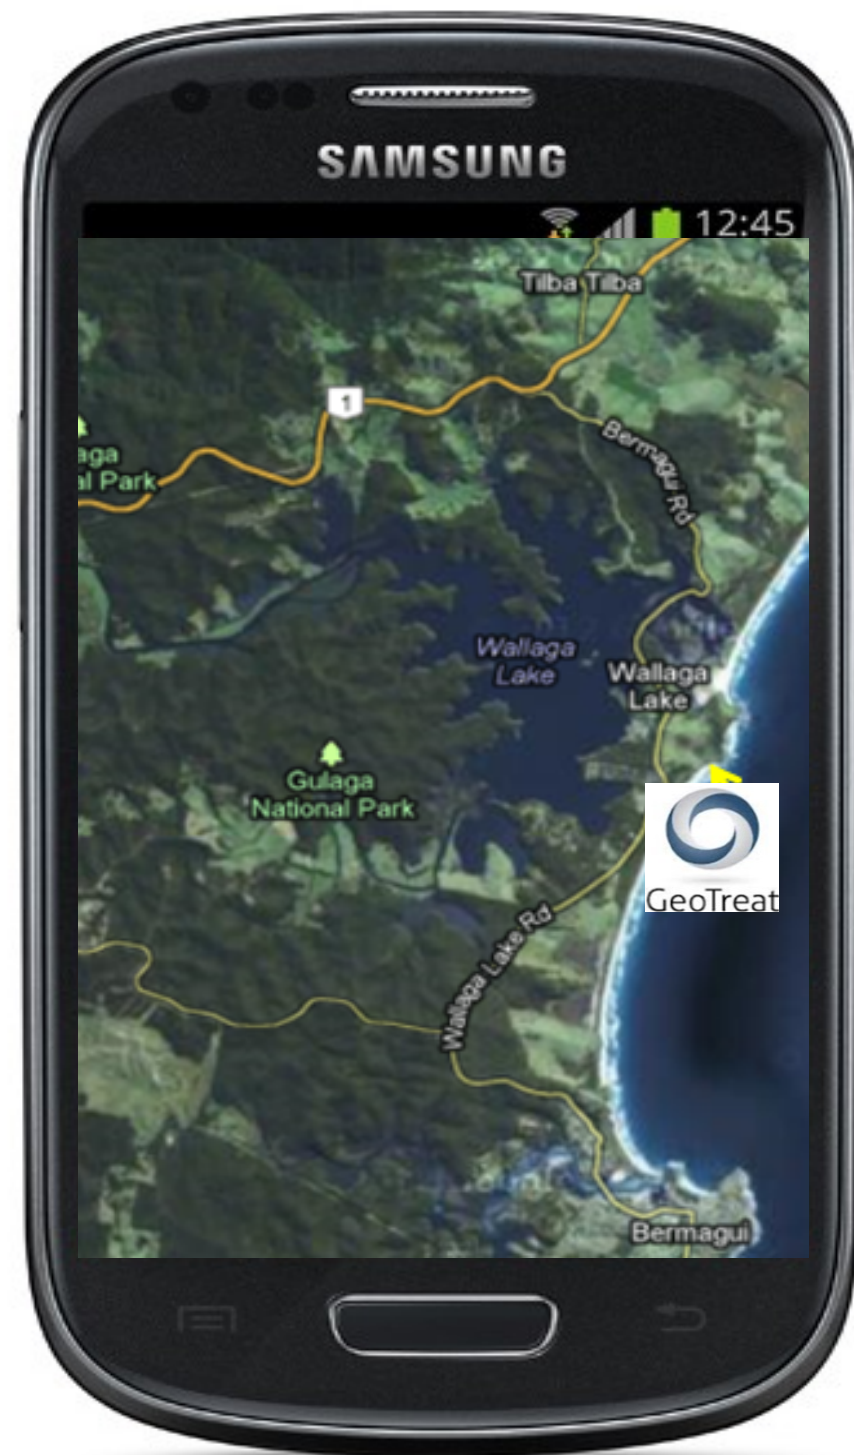 SAMSUNG
12:45
Tilba Tilba
1
Bermagui Rd
aga
al Park
Wallaga
Lake
Wallaga
Lake
Gulaga
National Park
GeoTreat
Wallaga Lake Rd
Bermagui